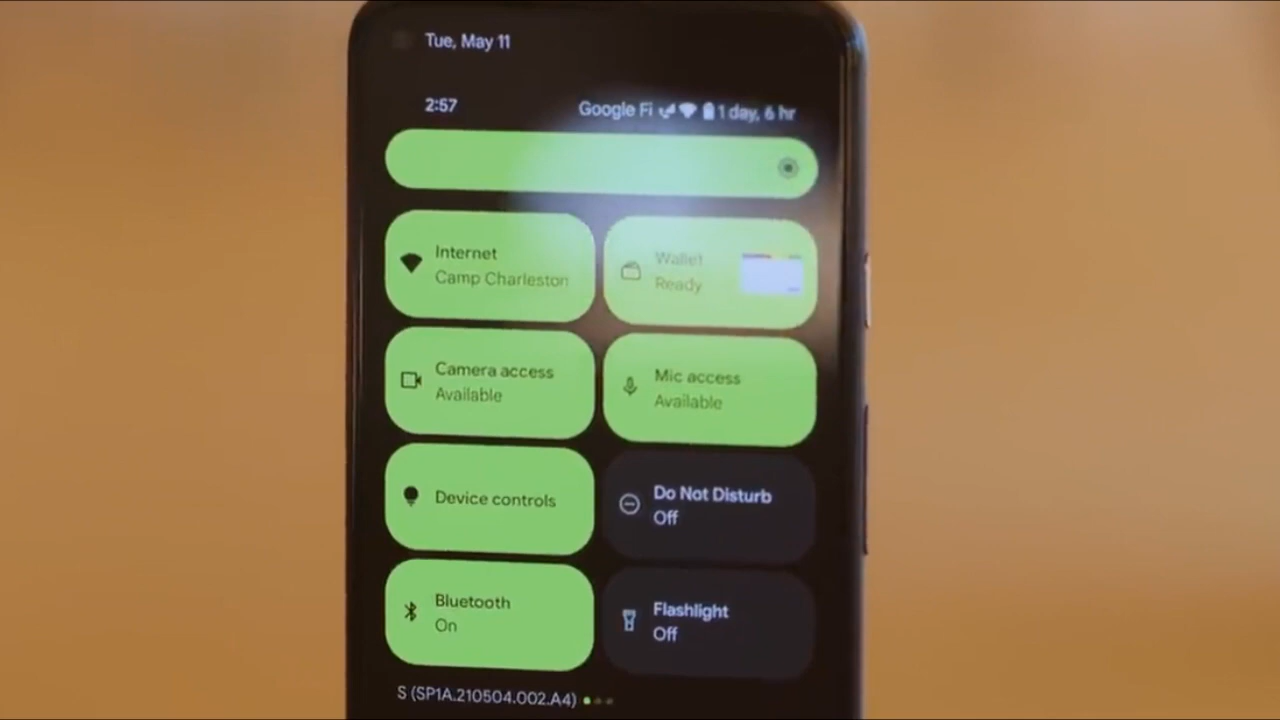 Tue, May 11
2:57
Google Fi 1 day, 6 hr
Internet
Camp Charleston
Wallet
Ready
Camera access
Available
Mic access
Available
Device controls
Do Not Disturb
Off
Bluetooth
On
Flashlight
Off
S (SP1A.210504.002.A4)